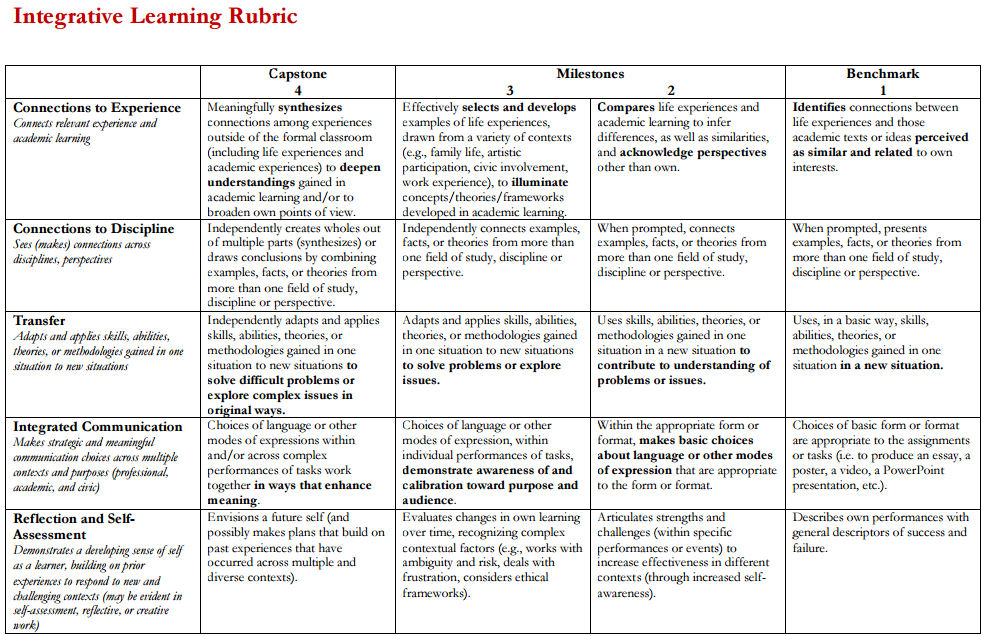 Integrative Learning Rubric
Capstone
4
Milestones
3
2
Benchmark
1
Connections to Experience
Connects relevant experience and
academic learning
Meaningfully synthesizes
connections among experiences
outside of the formal classroom
(including life experiences and
academic experiences) to deepen
understandings gained in
academic learning and/or to
broaden own points of view.
Effectively selects and develops
examples of life experiences,
drawn from a variety of contexts
(e.g., family life, artistic
participation, civic involvement,
work experience), to illuminate
concepts/theories/frameworks
developed in academic learning.
Compares life experiences and
academic learning to infer
differences, as well as similarities,
and acknowledge perspectives
other than own.
Identifies connections between
life experiences and those
academic texts or ideas perceived
as similar and related to own
interests.
Connections to Discipline
Sees (makes) connections across
disciplines, perspectives
Independently creates wholes out
of multiple parts (synthesizes) or
draws conclusions by combining
examples, facts, or theories from
more than one field of study,
discipline or perspective.
Independently connects examples,
facts, or theories from more than
one field of study, discipline or
perspective.
When prompted, connects
examples, facts, or theories from
more than one field of study,
discipline or perspective.
When prompted, presents
examples, facts, or theories from
more than one field of study,
discipline or perspective.
Transfer
Adapts and applies skills, abilities,
theories, or methodologies gained in one
situation to new situations
Independently adapts and applies
skills, abilities, theories, or
methodologies gained in one
situation to new situations to
solve difficult problems or
explore complex issues in
original ways.
Adapts and applies skills, abilities,
theories, or methodologies gained
in one situation to new situations
to solve problems or explore
issues.
Uses skills, abilities, theories, or
methodologies gained in one
situation in a new situation to
contribute to understanding of
problems or issues.
Uses, in a basic way, skills,
abilities, theories, or
methodologies gained in one
situation in a new situation.
Integrated Communication
Makes strategic and meaningful
communication choices across multiple
contexts and purposes (professional,
academic, and civic)
Choices of language or other
modes of expressions within
and/or across complex
performances of tasks work
together in ways that enhance
meaning.
Choices of language or other
modes of expression, within
individual performances of tasks,
demonstrate awareness of and
calibration toward purpose and
audience.
Within the appropriate form or
format, makes basic choices
about language or other modes
of expression that are appropriate
to the form or format.
Choices of basic form or format
are appropriate to the assignments
or tasks (i.e. to produce an essay, a
poster, a video, a PowerPoint
presentation, etc.).
Reflection and Self-
Assessment
Demonstrates a developing sense of self
as a learner, building on prior
experiences to respond to new and
challenging contexts (may be evident in
self-assessment, reflective, or creative
work)
Envisions a future self (and
possibly makes plans that build on
past experiences that have
occurred across multiple and
diverse contexts).
Evaluates changes in own learning
over time, recognizing complex
contextual factors (e.g., works with
ambiguity and risk, deals with
frustration, considers ethical
frameworks).
Articulates strengths and
challenges (within specific
performances or events) to
increase effectiveness in different
contexts (through increased self-
awareness).
Describes own performances with
general descriptors of success and
failure.